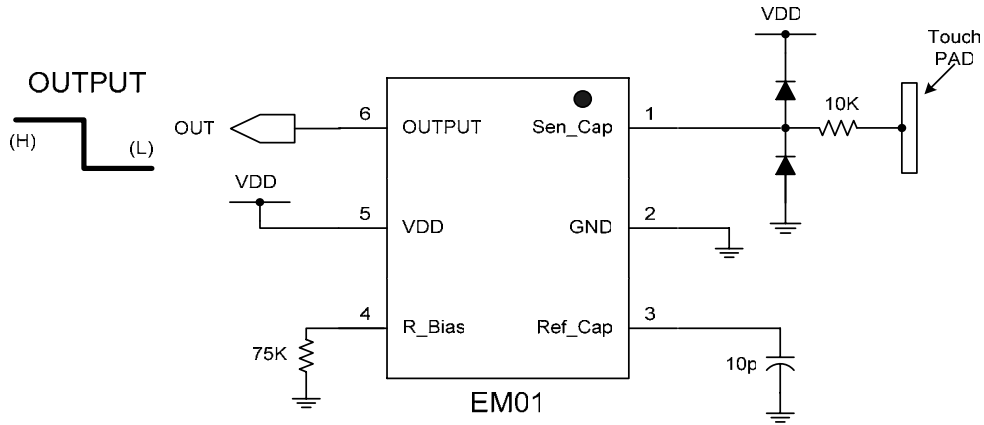 VDD
Touch
PAD
OUTPUT
(H)
(L)
OUT
6
OUTPUT
Sen_Cap
1
10K
VDD
5
VDD
GND
2
4
R_Bias
Ref_Cap
3
75K
10p
EM01